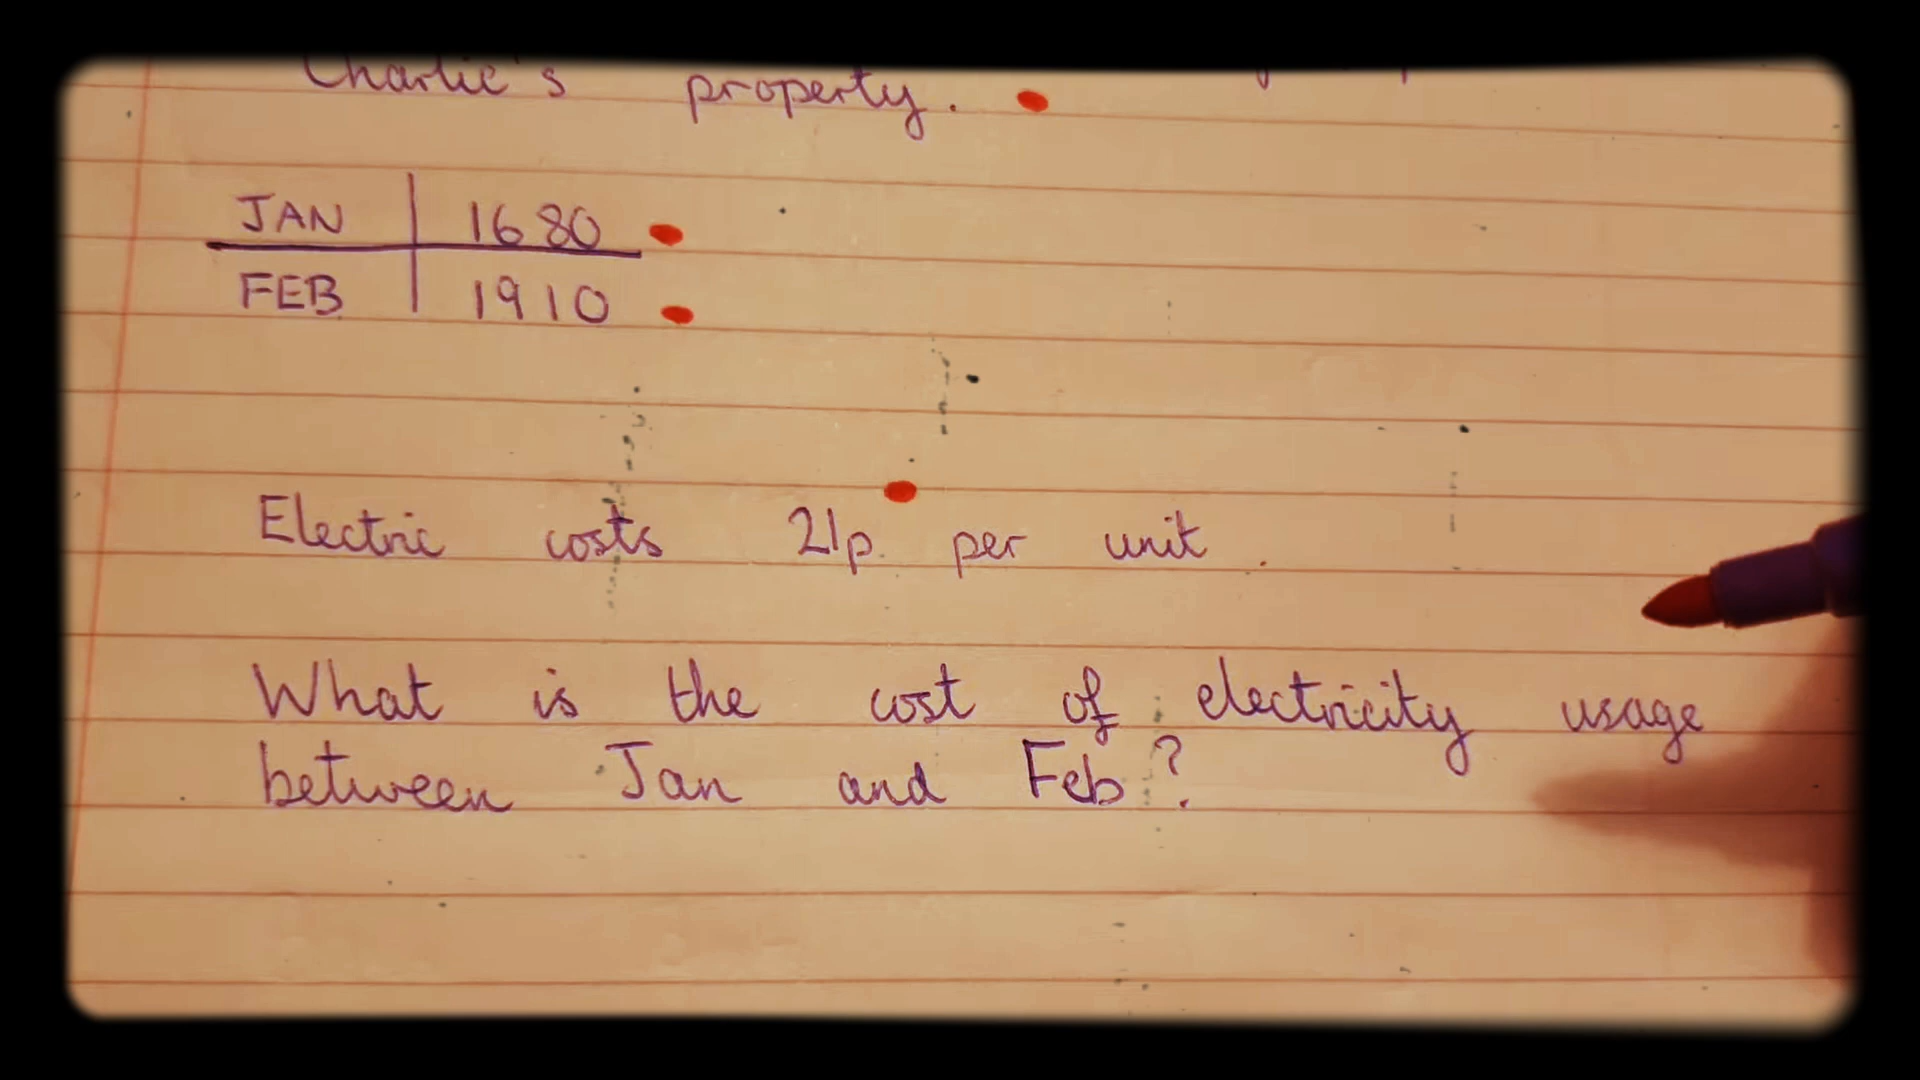 Charlie's property.
JAN 1680
FEB 1910
Electric costs 21p per unit.
What is the cost of electricity usage
between Jan and Feb?